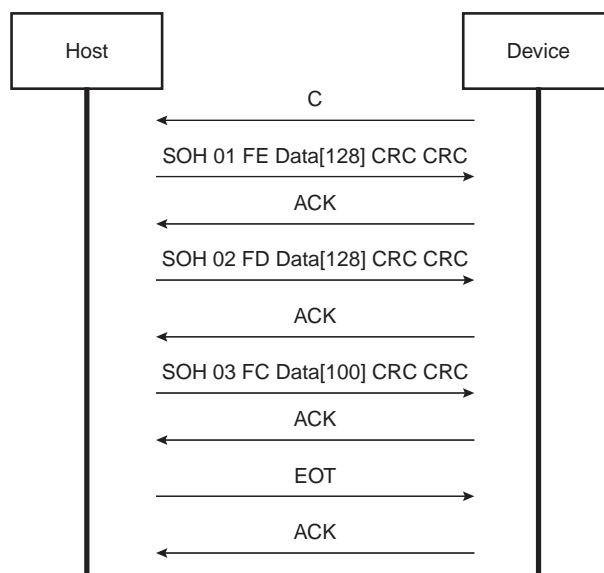 Host
Device
C
SOH 01 FE Data[128] CRC CRC
ACK
SOH 02 FD Data[128] CRC CRC
ACK
SOH 03 FC Data[100] CRC CRC
ACK
EOT
ACK